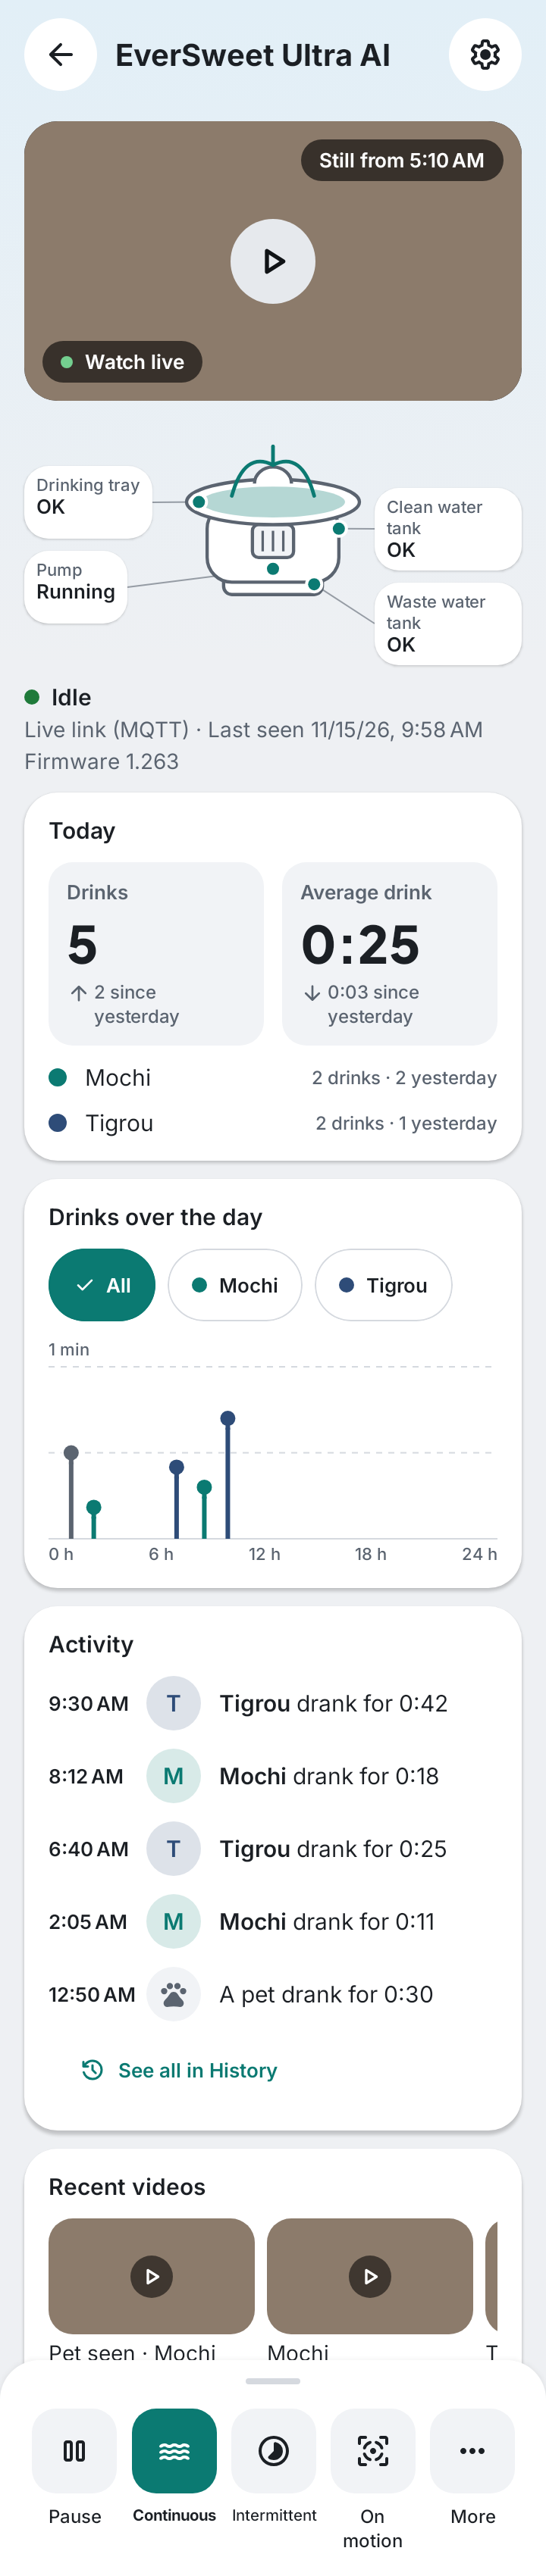 EverSweet Ultra AI
Still from 5:10 AM
Watch live
Drinking tray
OK
Clean water
tank
OK
Pump
Running
Waste water
tank
OK
Idle
Live link (MQTT) · Last seen 11/15/26, 9:58 AM
Firmware 1.263
Today
Drinks
5
2 since
yesterday
Average drink
0:25
0:03 since
yesterday
Mochi
2 drinks · 2 yesterday
Tigrou
2 drinks · 1 yesterday
Drinks over the day
All
Mochi
Tigrou
1 min
0 h 6 h 12 h 18 h 24 h
Activity
9:30 AM T Tigrou drank for 0:42
8:12 AM M Mochi drank for 0:18
6:40 AM T Tigrou drank for 0:25
2:05 AM M Mochi drank for 0:11
12:50 AM A pet drank for 0:30
See all in History
Recent videos
Pet seen · Mochi
Mochi
T
Pause
Continuous
Intermittent
On
motion
More